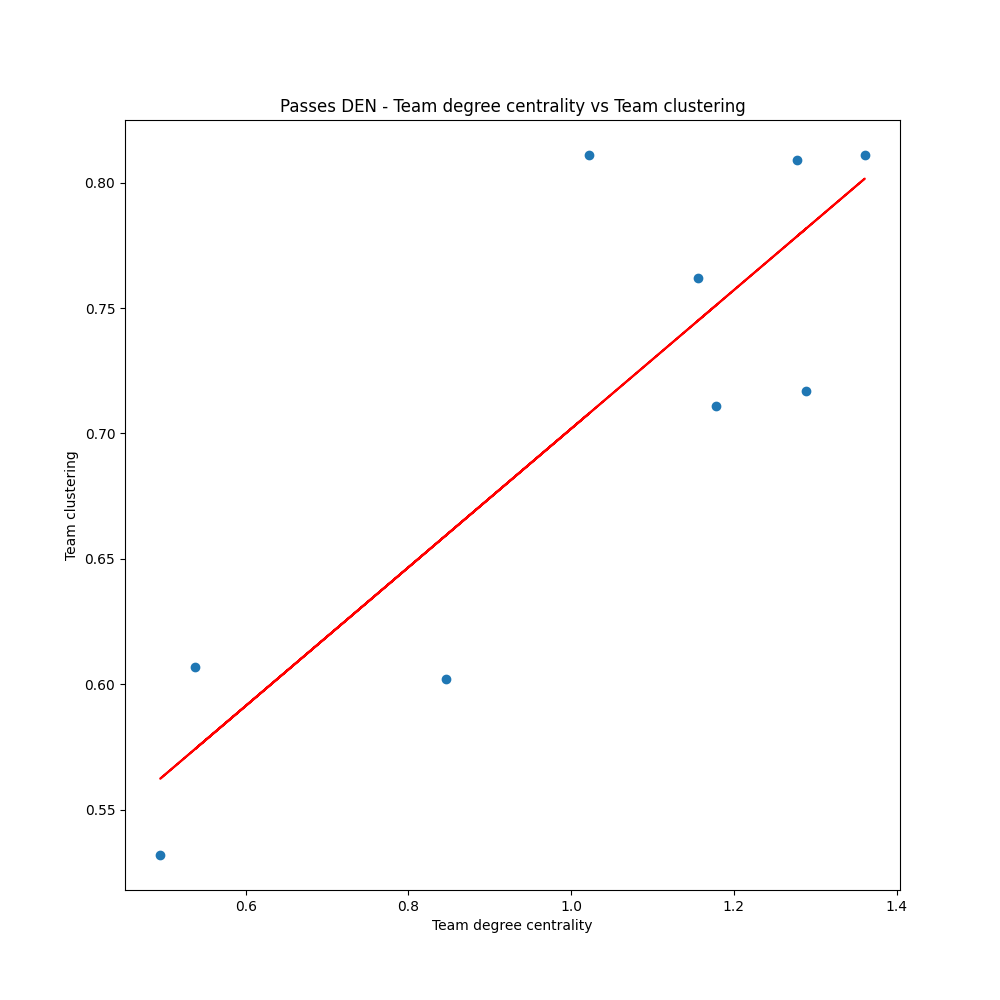 Passes DEN - Team degree centrality vs Team clustering
0.80
0.75
0.70
0.65
0.60
0.55
Team clustering
0.6 0.8 1.0 1.2 1.4
Team degree centrality